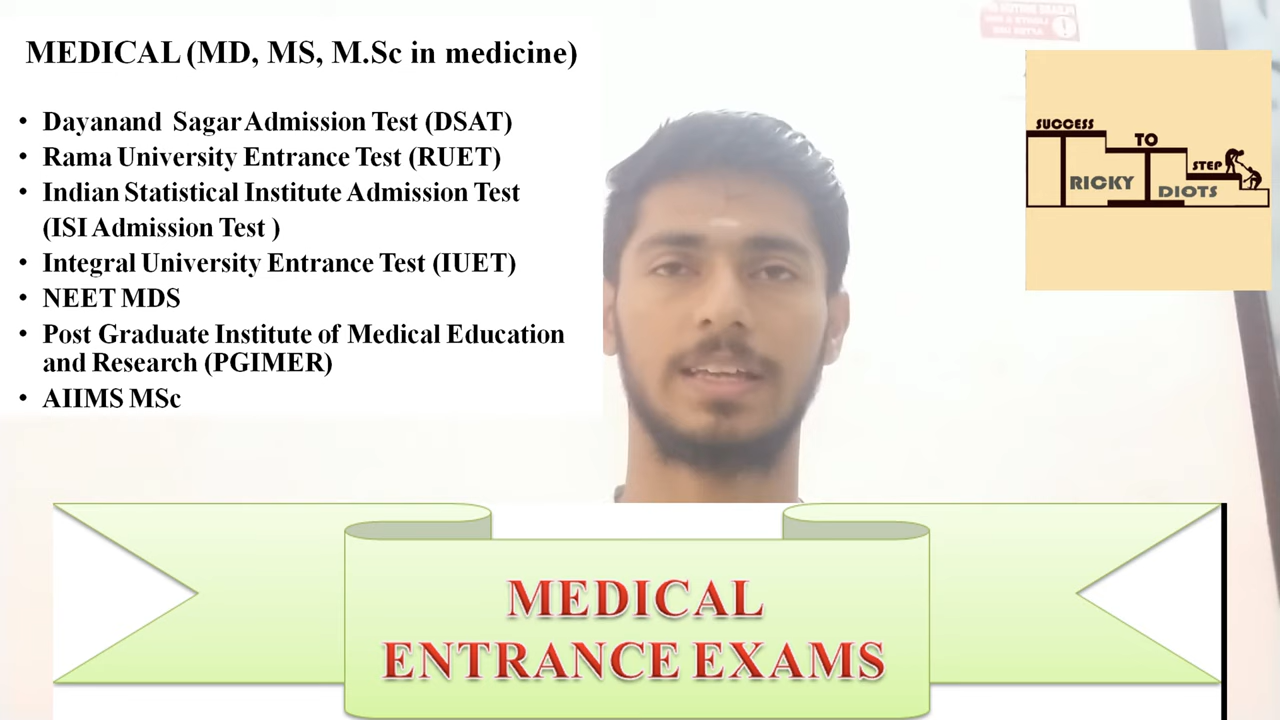 MEDICAL (MD, MS, M.Sc in medicine)
• Dayanand Sagar Admission Test (DSAT)
• Rama University Entrance Test (RUET)
• Indian Statistical Institute Admission Test
(ISI Admission Test )
• Integral University Entrance Test (IUET)
• NEET MDS
• Post Graduate Institute of Medical Education
and Research (PGIMER)
• AIIMS MSc
SUCCESS
TO
STEP
RICKY
DIOTS
MEDICAL
ENTRANCE EXAMS